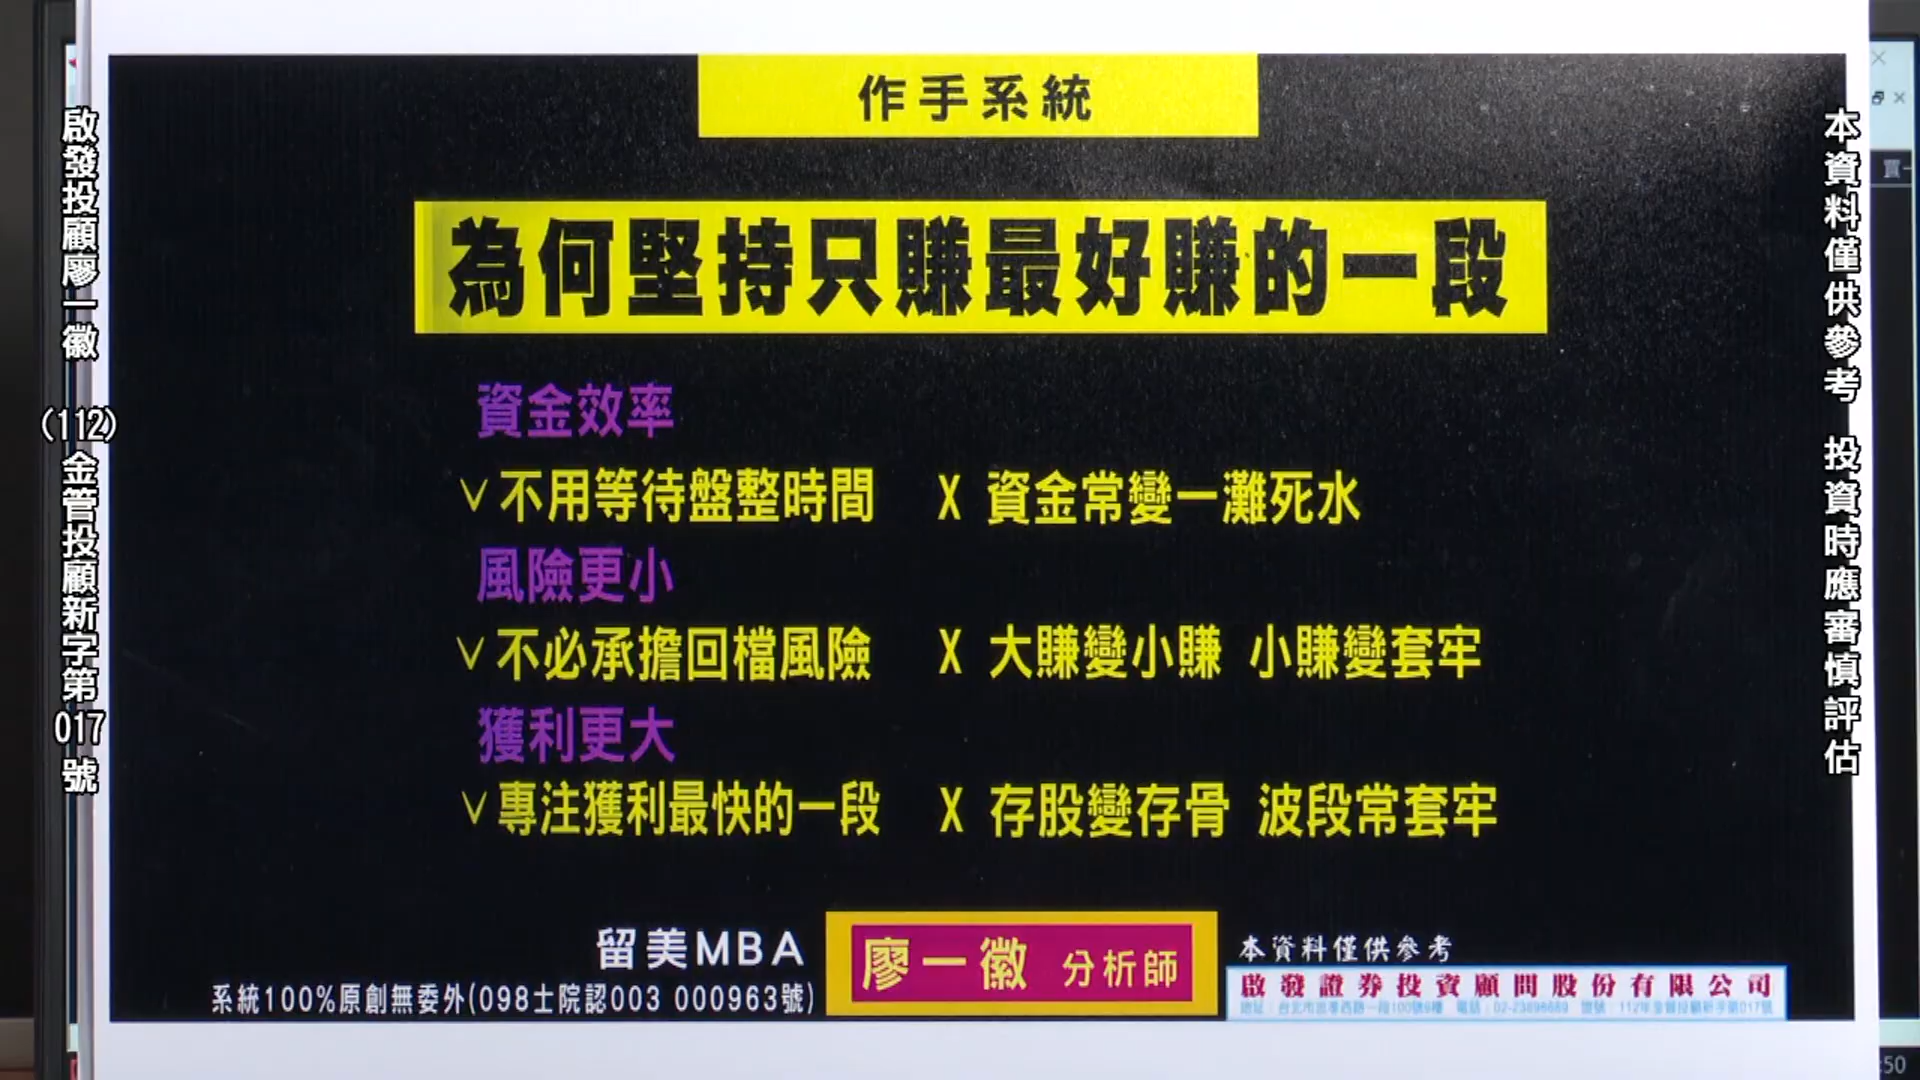 作手系統
為何堅持只賺最好賺的一段
資金效率
V不用等待盤整時間 X 資金常變一灘死水
風險更小
V不必承擔回檔風險 X 大賺變小賺 小賺變套牢
獲利更大
V專注獲利最快的一段 X 存股變存骨 波段常套牢
留美MBA
系統100%原創無委外(098士院認003 000963號)
廖一徽 分析師
本資料僅供參考
啟發證券投資顧問股份有限公司
啟發投顧廖一徽 (112)金管投顧新字第017號
本資料僅供參考 投資時應審慎評估
:50